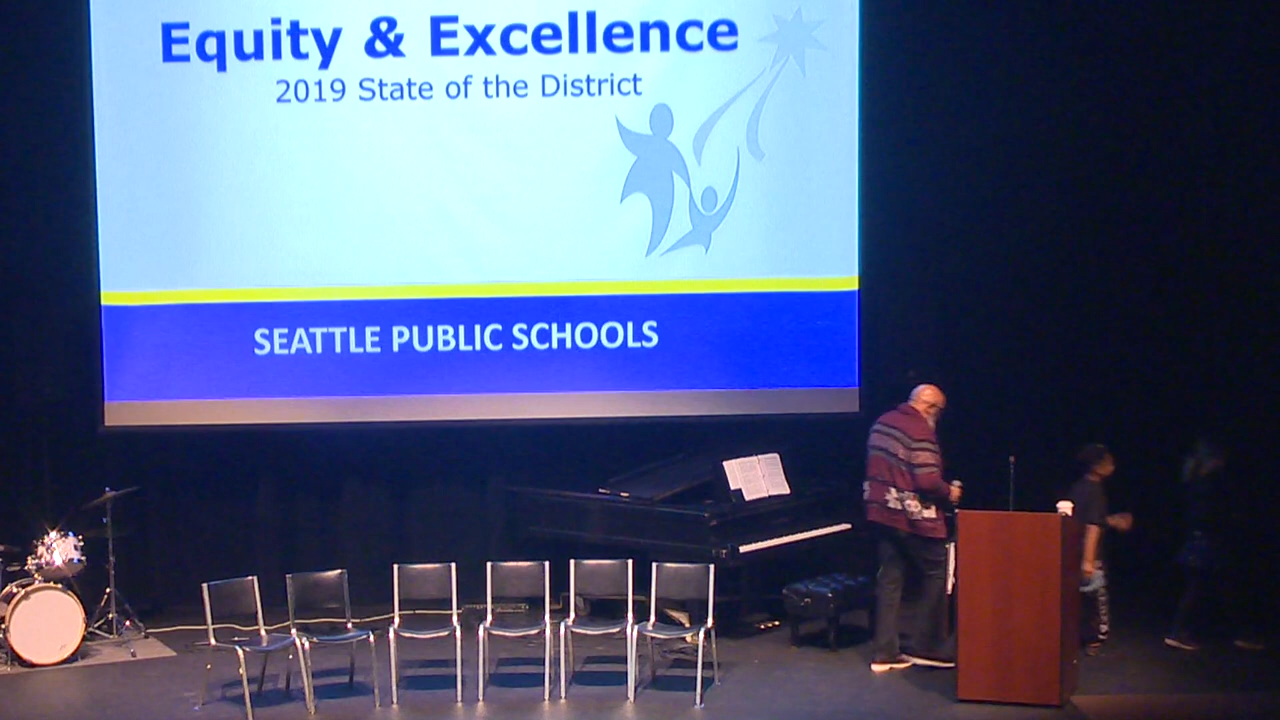 Equity & Excellence
2019 State of the District
SEATTLE PUBLIC SCHOOLS